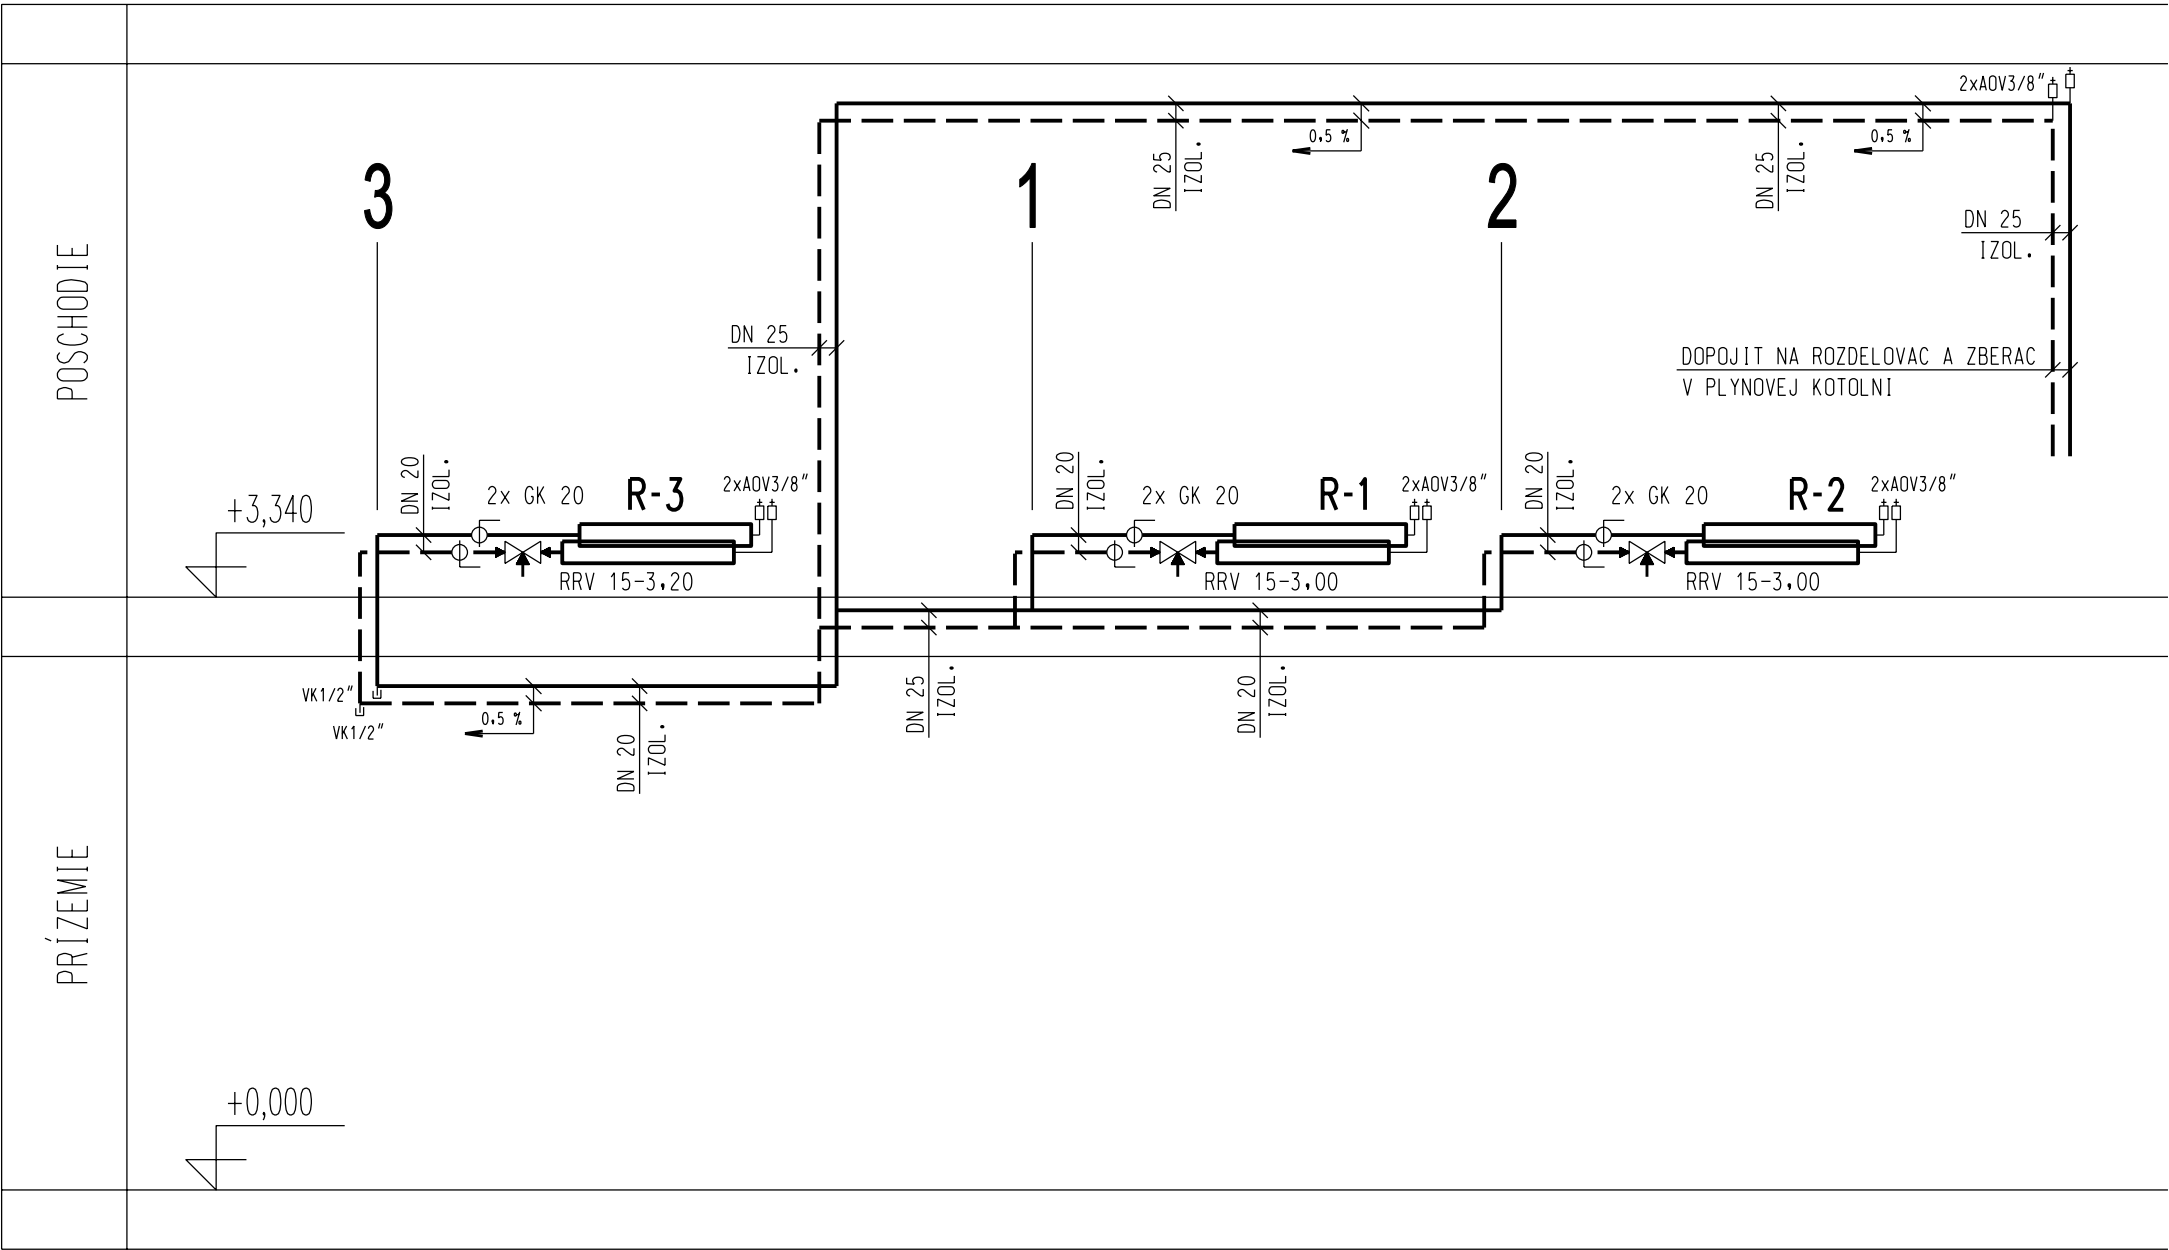 2xAOV3/8"
0,5 %
0,5 %
DN 25
IZOL.
DN 25
IZOL.
3
1
2
DN 25
IZOL.
POSCHODIE
DN 25
IZOL.
DOPOJIT NA ROZDELOVAC A ZBERAC
V PLYNOVEJ KOTOLNI
DN 20
IZOL.
2x GK 20
R-3
2xAOV3/8"
DN 20
IZOL.
2x GK 20
R-1
2xAOV3/8"
DN 20
IZOL.
2x GK 20
R-2
2xAOV3/8"
+3,340
RRV 15-3,20
RRV 15-3,00
RRV 15-3,00
VK1/2"
VK1/2"
0,5 %
DN 20
IZOL.
DN 25
IZOL.
DN 20
IZOL.
PRÍZEMIE
+0,000